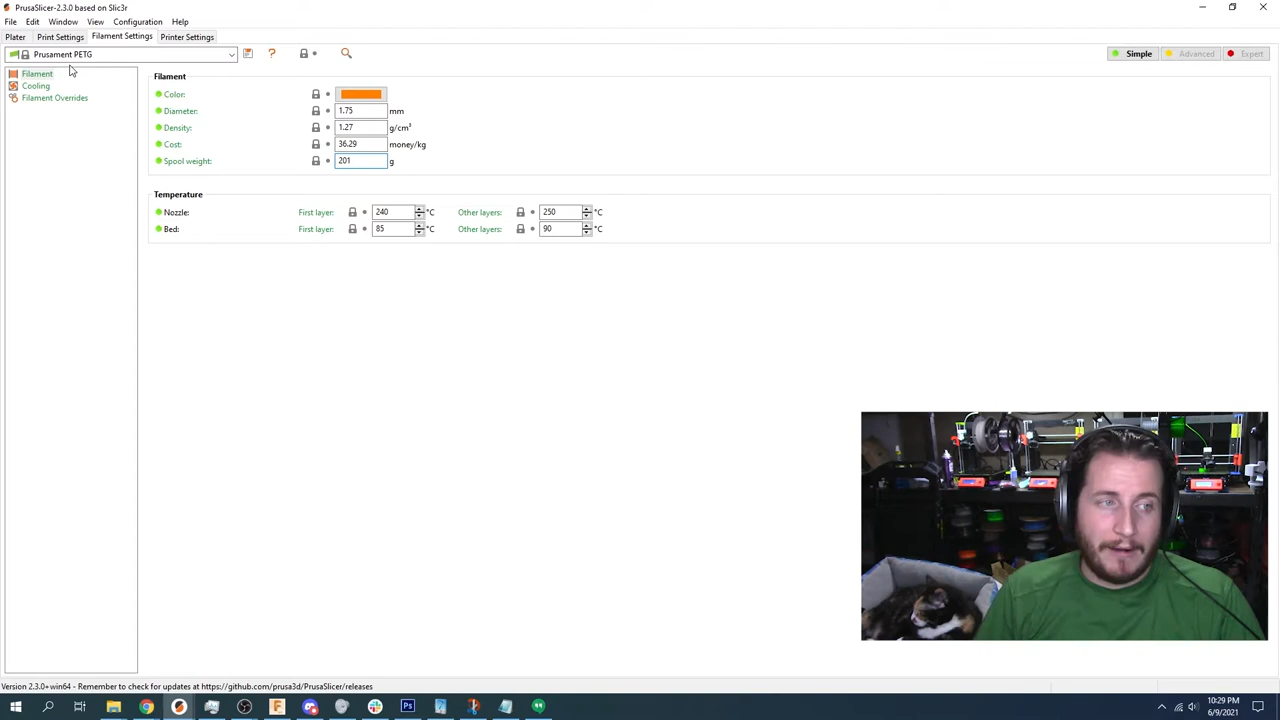 PrusaSlicer-2.3.0 based on Slic3r
File Edit Window View Configuration Help
Plater Print Settings Filament Settings Printer Settings
Prusament PETG
Simple Advanced Expert
Filament
Cooling
Filament Overrides
Filament
Color:
Diameter: 1.75 mm
Density: 1.27 g/cm³
Cost: 36.29 money/kg
Spool weight: 201 g
Temperature
Nozzle: First layer: 240 °C Other layers: 250 °C
Bed: First layer: 85 °C Other layers: 90 °C
Version 2.3.0+win64 - Remember to check for updates at https://github.com/prusa3d/PrusaSlicer/releases
10:29 PM
6/9/2021